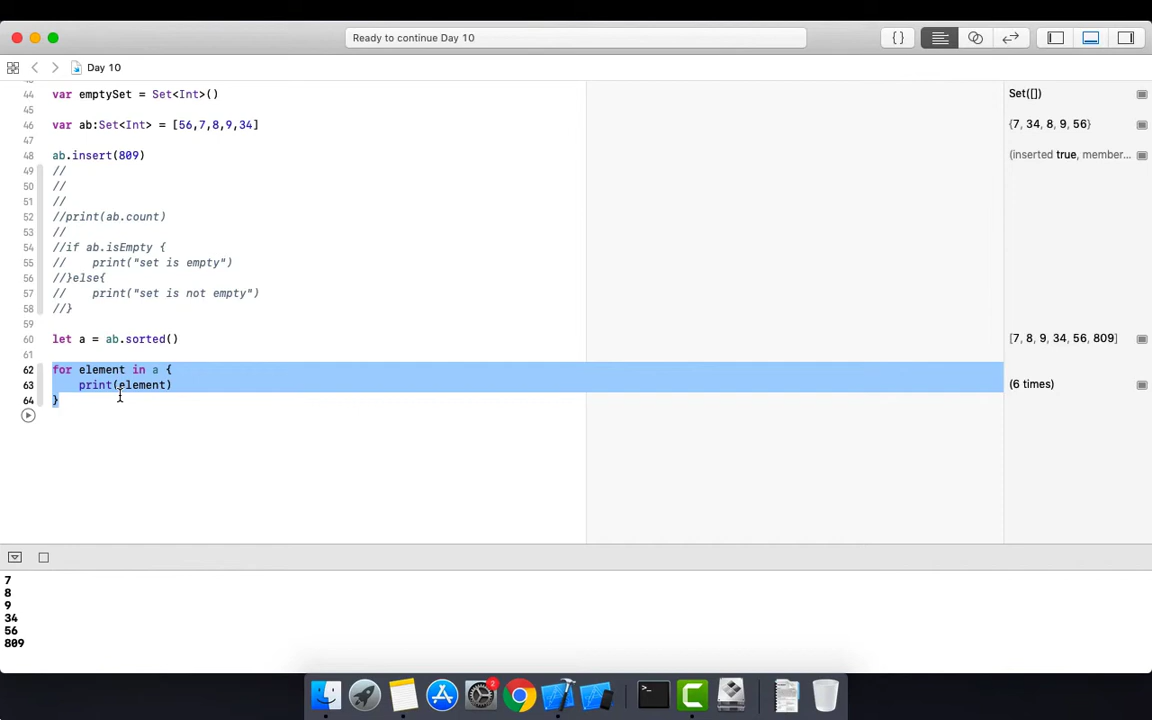 Ready to continue Day 10
{}
Day 10
44 var emptySet = Set<Int>() Set([])
45
46 var ab:Set<Int> = [56,7,8,9,34] {7, 34, 8, 9, 56}
47
48 ab.insert(809) (inserted true, member...
49 //
50 //
51 //
52 //print(ab.count)
53 //
54 //if ab.isEmpty {
55 //    print("set is empty")
56 //}else{
57 //    print("set is not empty")
58 //}
59
60 let a = ab.sorted() [7, 8, 9, 34, 56, 809]
61
62 for element in a {
63     print(element) (6 times)
64 }
7
8
9
34
56
809
2